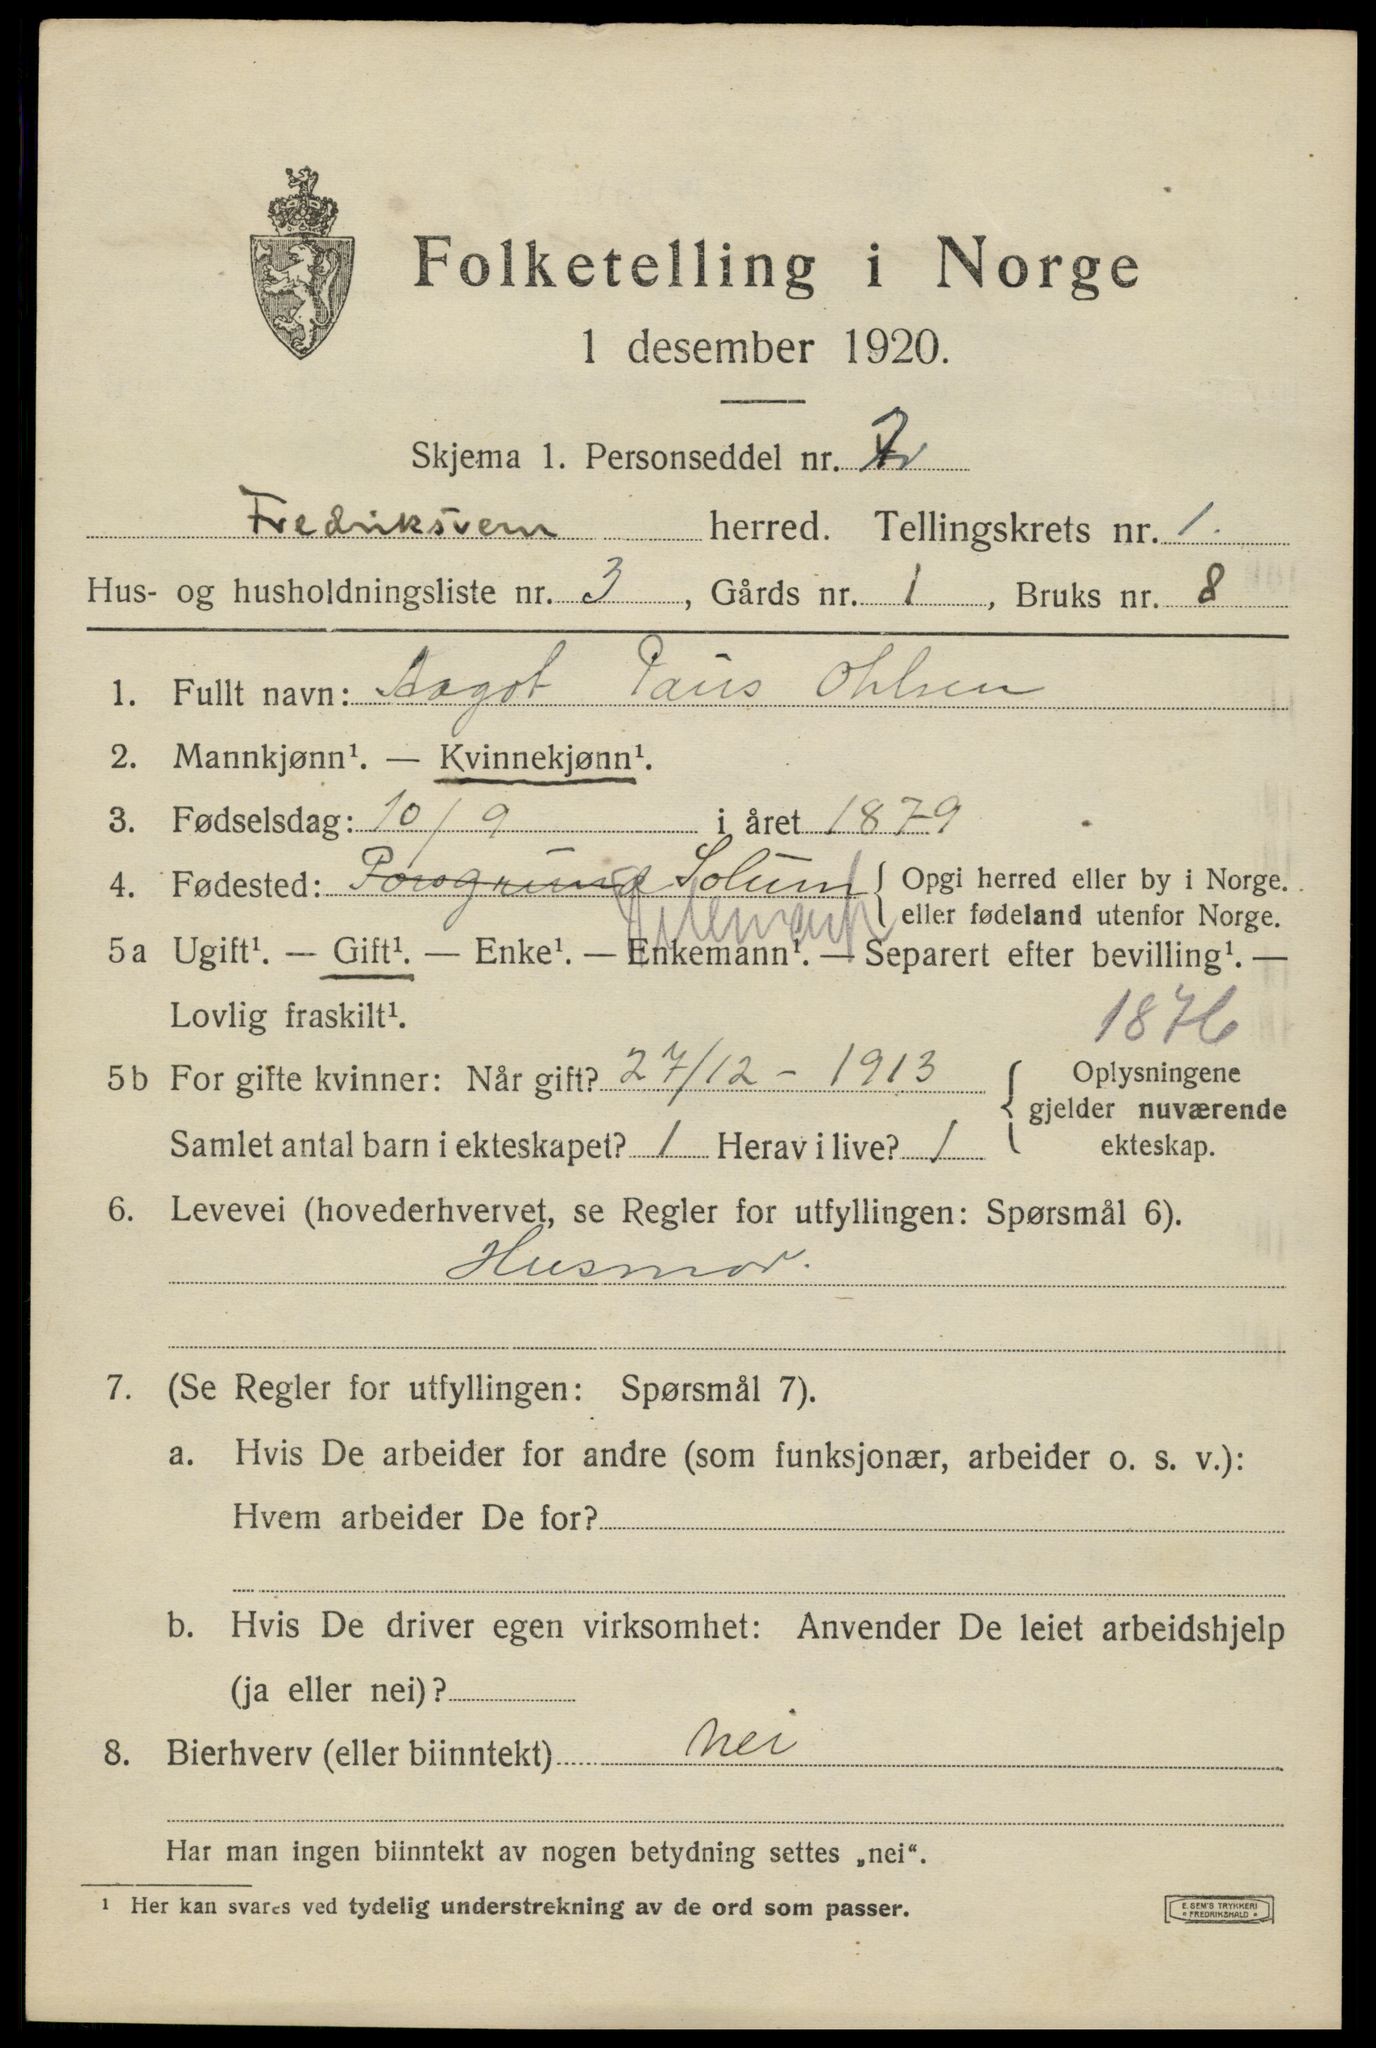 Folketelling i Norge
1 desember 1920.
Skjema 1. Personseddel nr. 2
Fredriksvern herred. Tellingskrets nr. 1.
Hus- og husholdningsliste nr. 3, Gårds nr. 1, Bruks nr. 8
1. Fullt navn: Aagot Paus Ohlsen
2. Mannkjønn¹. — Kvinnekjønn¹.
3. Fødselsdag: 10/9 i året 1879
4. Fødested: Porsgrund Solum { Opgi herred eller by i Norge.
eller fødeland utenfor Norge.
5a Ugift¹. — Gift¹. — Enke¹. — Enkemann¹. — Separert efter bevilling¹. —
Lovlig fraskilt¹.
1876
5b For gifte kvinner: Når gift? 27/12 - 1913 { Oplysningene
gjelder nuværende
Samlet antal barn i ekteskapet? 1 Herav i live? 1 ekteskap.
6. Levevei (hovederhvervet, se Regler for utfyllingen: Spørsmål 6).
Husmor.
7. (Se Regler for utfyllingen: Spørsmål 7).
a. Hvis De arbeider for andre (som funksjonær, arbeider o. s. v.):
Hvem arbeider De for?
b. Hvis De driver egen virksomhet: Anvender De leiet arbeidshjelp
(ja eller nei)?
8. Bierhverv (eller biinntekt) nei
Har man ingen biinntekt av nogen betydning settes „nei“.
¹ Her kan svares ved tydelig understrekning av de ord som passer.
E. SEM'S TRYKKERI
* FREDRIKSHALD *